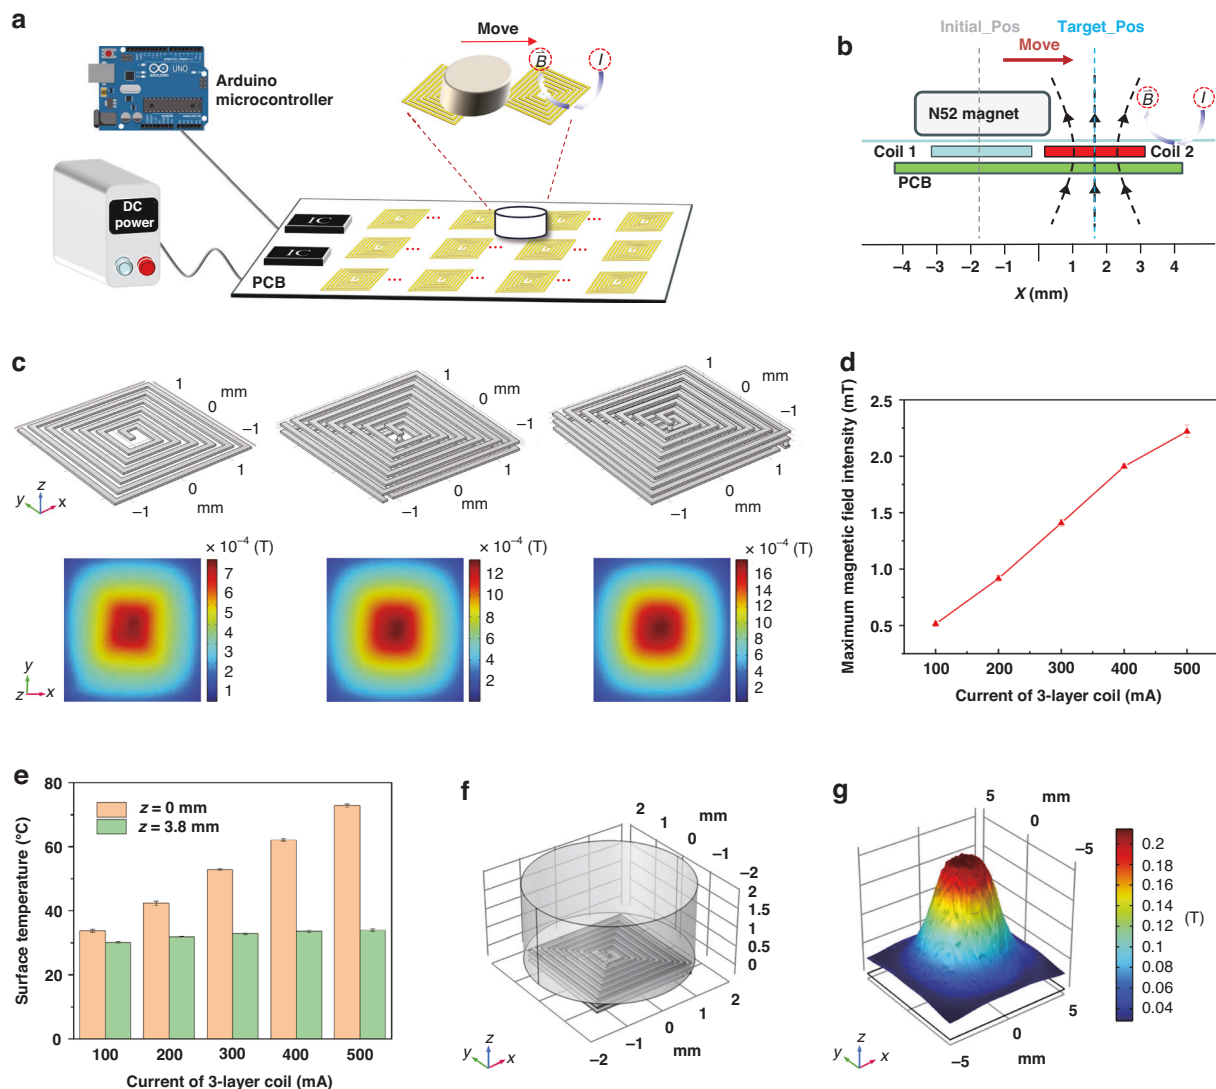 a
Move
B
I
UNO
ARDUINO
Arduino
microcontroller
DC
power
IC
IC
PCB
b
Initial_Pos
Target_Pos
Move
B
I
N52 magnet
Coil 1
Coil 2
PCB
−4 −3 −2 −1 1 2 3 4
X (mm)
c
1
mm
0
−1
1
0
mm
−1
z
y
x
1
mm
0
−1
1
0
mm
−1
1
mm
0
−1
1
0
mm
−1
× 10⁻⁴ (T)
7
6
5
4
3
2
1
× 10⁻⁴ (T)
12
10
8
6
4
2
× 10⁻⁴ (T)
16
14
12
10
8
6
4
2
y
z
x
d
Maximum magnetic field intensity (mT)
2.5
2.0
1.5
1.0
0.5
100 200 300 400 500
Current of 3-layer coil (mA)
e
Surface temperature (°C)
80
60
40
20
0
z = 0 mm
z = 3.8 mm
100 200 300 400 500
Current of 3-layer coil (mA)
f
2
1
mm
0
−1
−2
2
1.5
1
0.5
0
2
1
0
mm
−1
−2
z
y
x
g
5
mm
0
−5
5
0
mm
−5
0.2
0.18
0.16
0.14
0.12
0.1
0.08
0.06
0.04
(T)
z
y
x